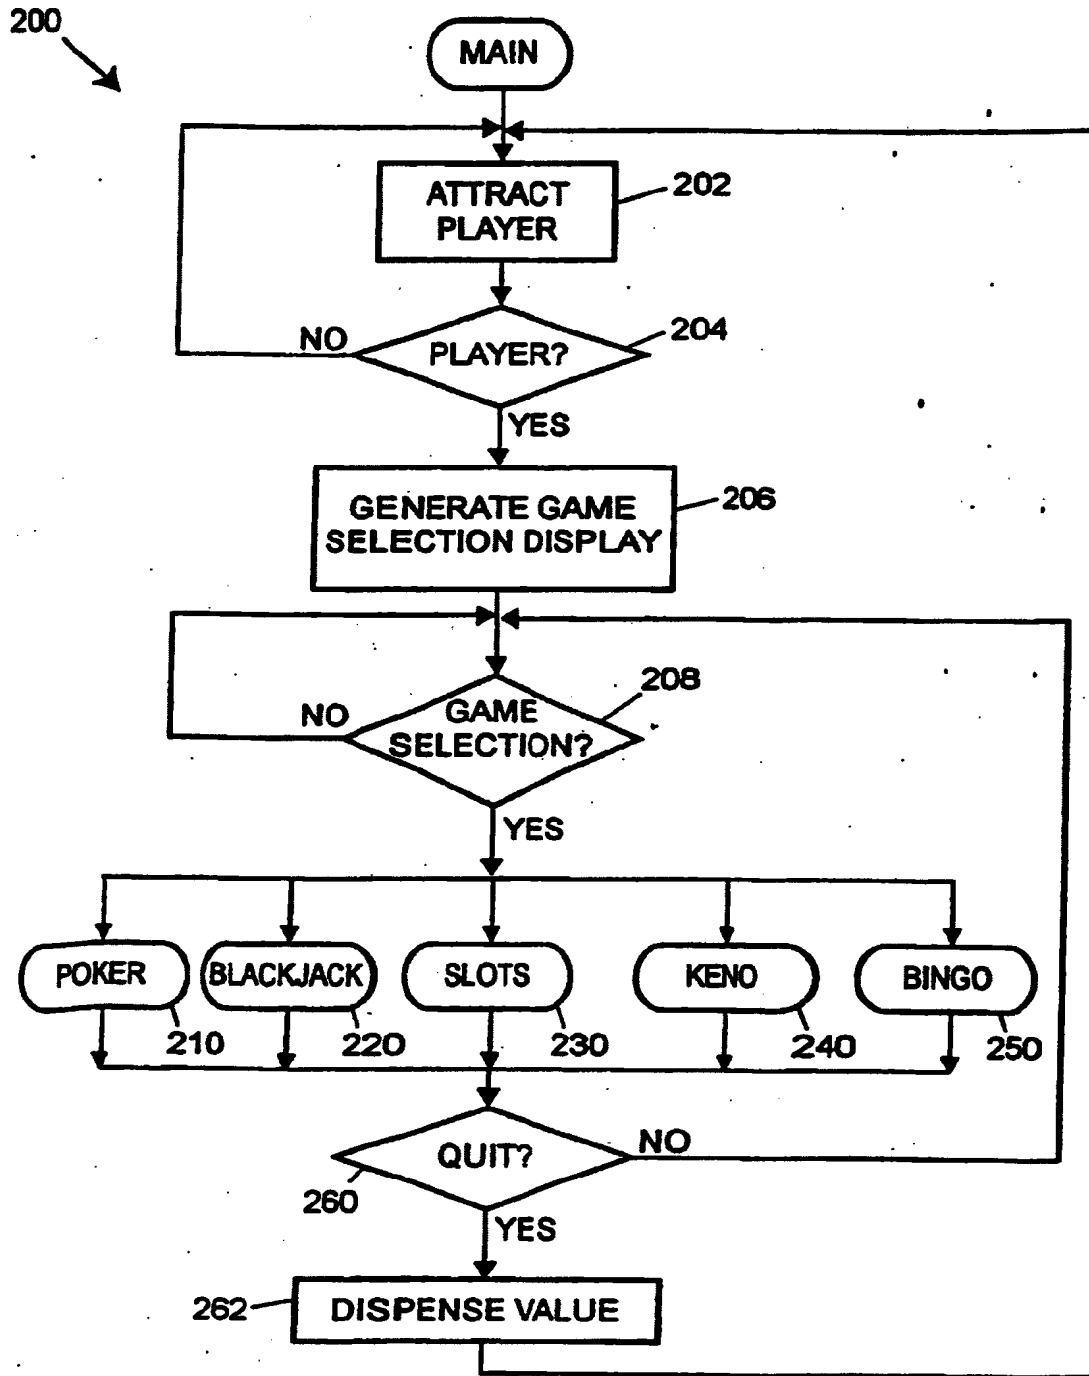 200
MAIN
ATTRACT
PLAYER
202
PLAYER?
204
NO
YES
GENERATE GAME
SELECTION DISPLAY
206
GAME
SELECTION?
208
NO
YES
POKER
BLACKJACK
SLOTS
KENO
BINGO
210
220
230
240
250
QUIT?
NO
260
YES
262
DISPENSE VALUE